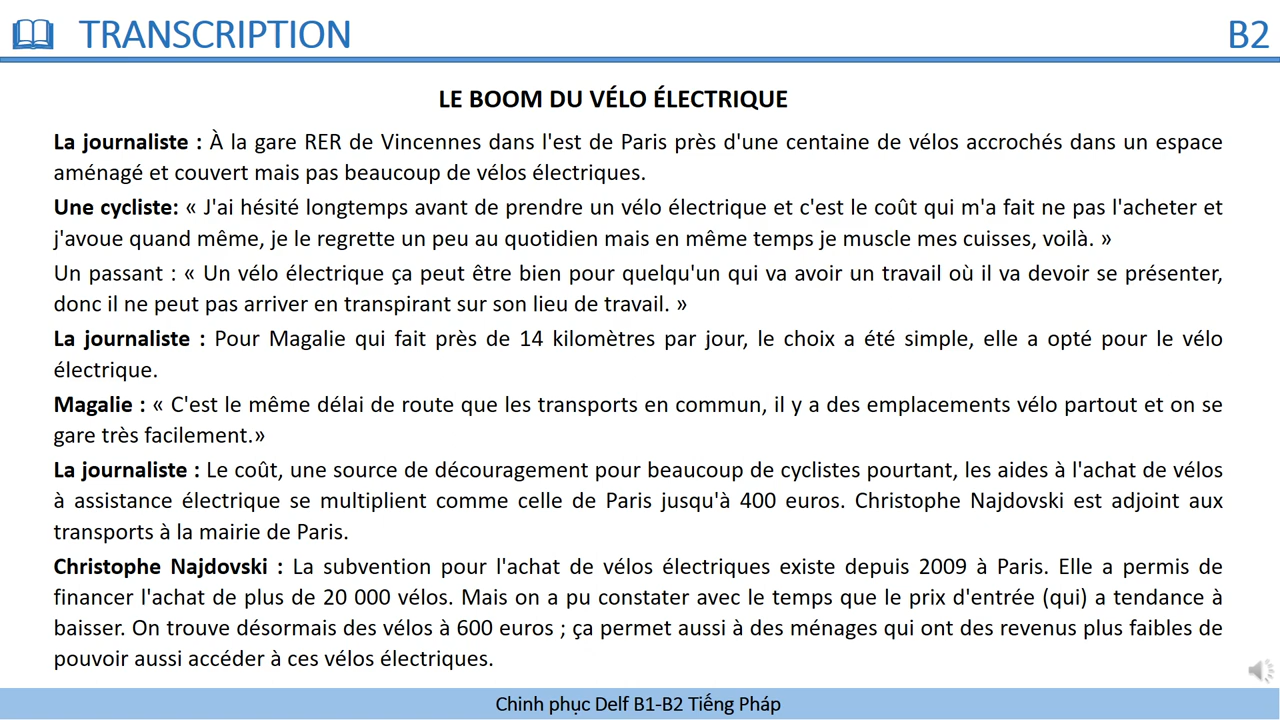 TRANSCRIPTION
B2
LE BOOM DU VÉLO ÉLECTRIQUE
La journaliste : À la gare RER de Vincennes dans l'est de Paris près d'une centaine de vélos accrochés dans un espace
aménagé et couvert mais pas beaucoup de vélos électriques.
Une cycliste: « J'ai hésité longtemps avant de prendre un vélo électrique et c'est le coût qui m'a fait ne pas l'acheter et
j'avoue quand même, je le regrette un peu au quotidien mais en même temps je muscle mes cuisses, voilà. »
Un passant : « Un vélo électrique ça peut être bien pour quelqu'un qui va avoir un travail où il va devoir se présenter,
donc il ne peut pas arriver en transpirant sur son lieu de travail. »
La journaliste : Pour Magalie qui fait près de 14 kilomètres par jour, le choix a été simple, elle a opté pour le vélo
électrique.
Magalie : « C'est le même délai de route que les transports en commun, il y a des emplacements vélo partout et on se
gare très facilement.»
La journaliste : Le coût, une source de découragement pour beaucoup de cyclistes pourtant, les aides à l'achat de vélos
à assistance électrique se multiplient comme celle de Paris jusqu'à 400 euros. Christophe Najdovski est adjoint aux
transports à la mairie de Paris.
Christophe Najdovski : La subvention pour l'achat de vélos électriques existe depuis 2009 à Paris. Elle a permis de
financer l'achat de plus de 20 000 vélos. Mais on a pu constater avec le temps que le prix d'entrée (qui) a tendance à
baisser. On trouve désormais des vélos à 600 euros ; ça permet aussi à des ménages qui ont des revenus plus faibles de
pouvoir aussi accéder à ces vélos électriques.
Chinh phục Delf B1-B2 Tiếng Pháp